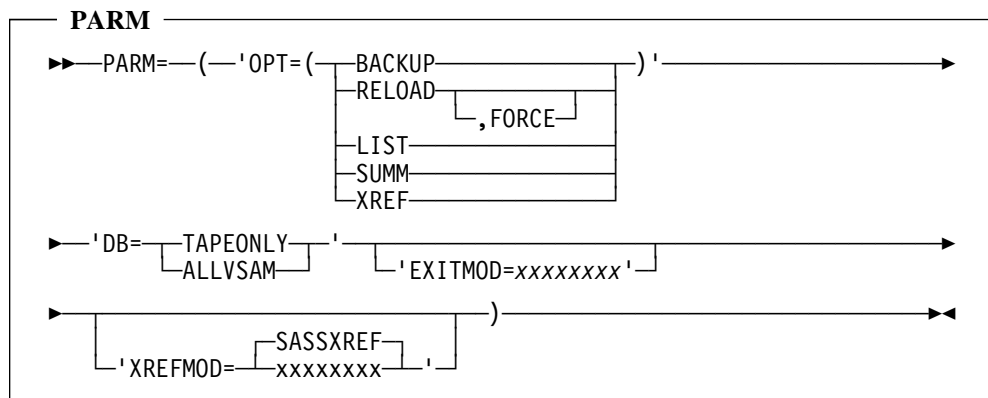 PARM
PARM= ( 'OPT=( BACKUP )'
RELOAD
,FORCE
LIST
SUMM
XREF
'DB= TAPEONLY '
ALLVSAM
'EXITMOD=xxxxxxxx'
)
SASSXREF
'XREFMOD= xxxxxxxx '